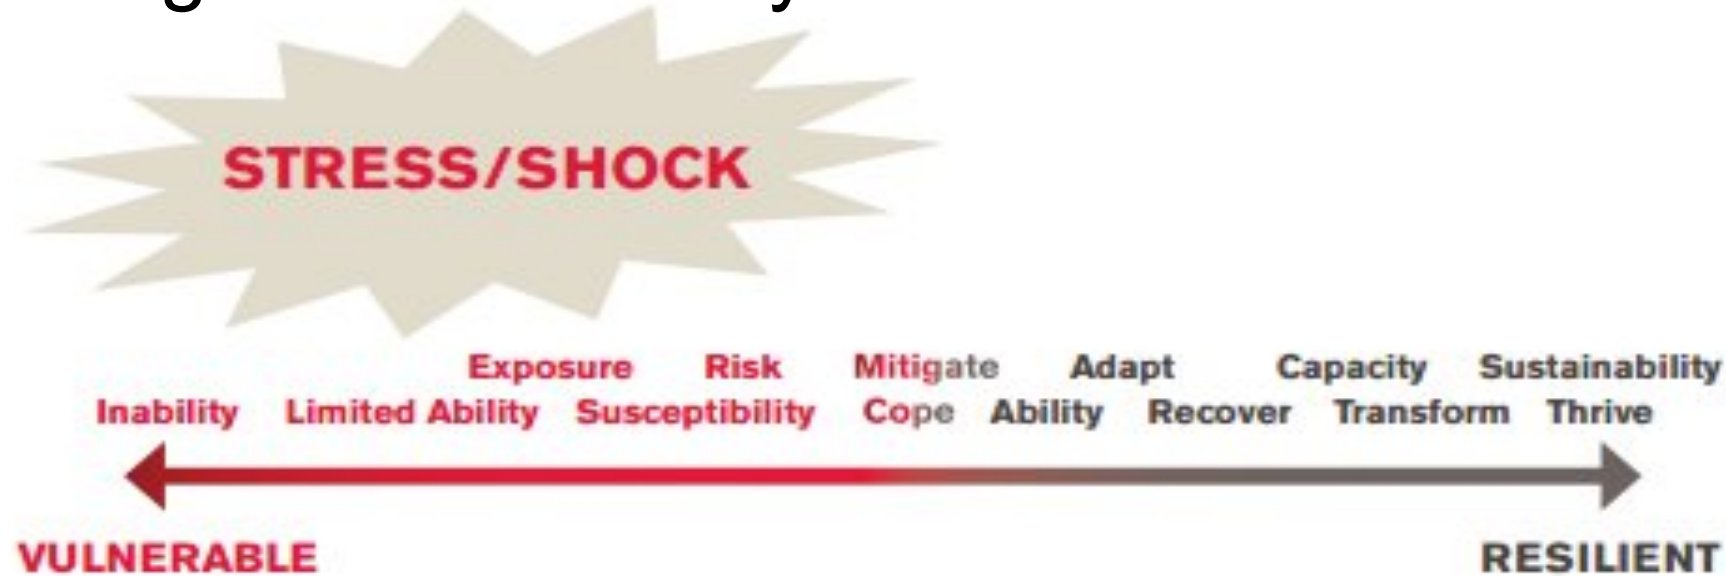 STRESS/SHOCK
Exposure Risk Mitigate Adapt Capacity Sustainability
Inability Limited Ability Susceptibility Cope Ability Recover Transform Thrive
VULNERABLE RESILIENT